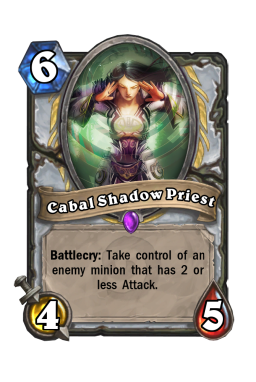 6
Cabal Shadow Priest
Battlecry: Take control of an
enemy minion that has 2 or
less Attack.
4
5